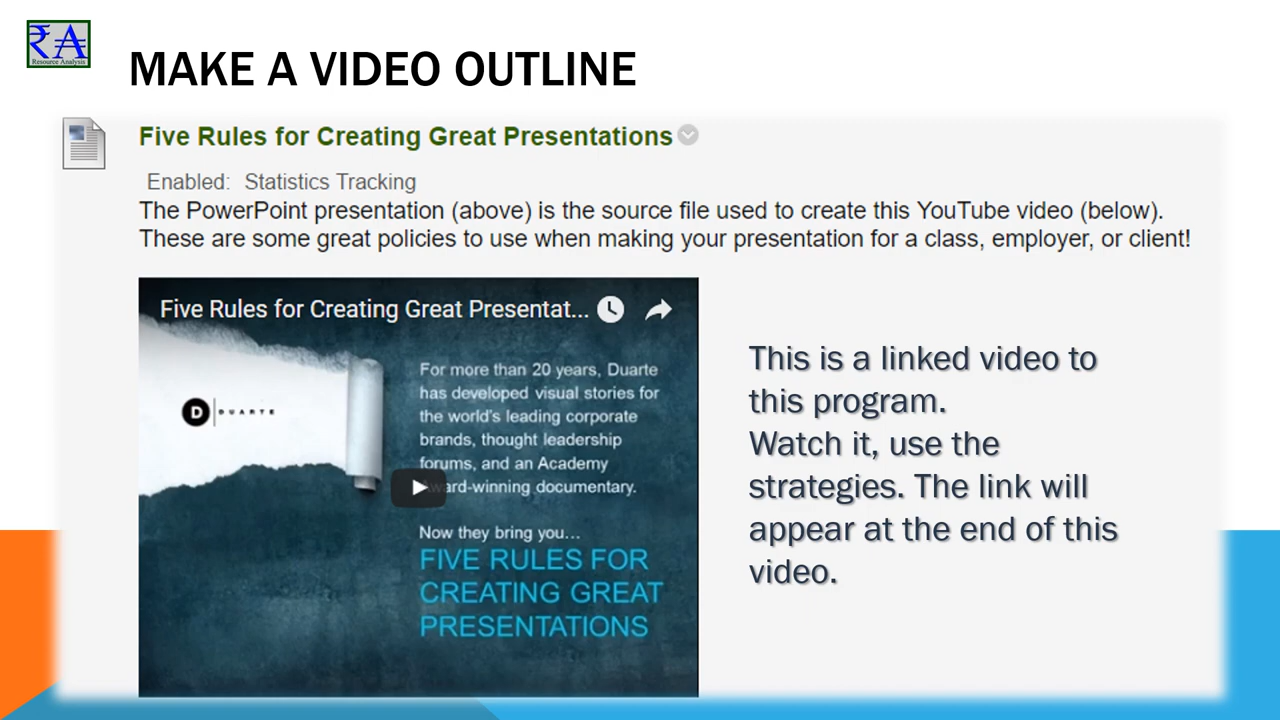 ₹A
Resource Analysis
MAKE A VIDEO OUTLINE
Five Rules for Creating Great Presentations
Enabled: Statistics Tracking
The PowerPoint presentation (above) is the source file used to create this YouTube video (below).
These are some great policies to use when making your presentation for a class, employer, or client!
Five Rules for Creating Great Presentat...
For more than 20 years, Duarte
has developed visual stories for
the world's leading corporate
brands, thought leadership
forums, and an Academy
Award-winning documentary.
D DUARTE
Now they bring you...
FIVE RULES FOR
CREATING GREAT
PRESENTATIONS
This is a linked video to
this program.
Watch it, use the
strategies. The link will
appear at the end of this
video.